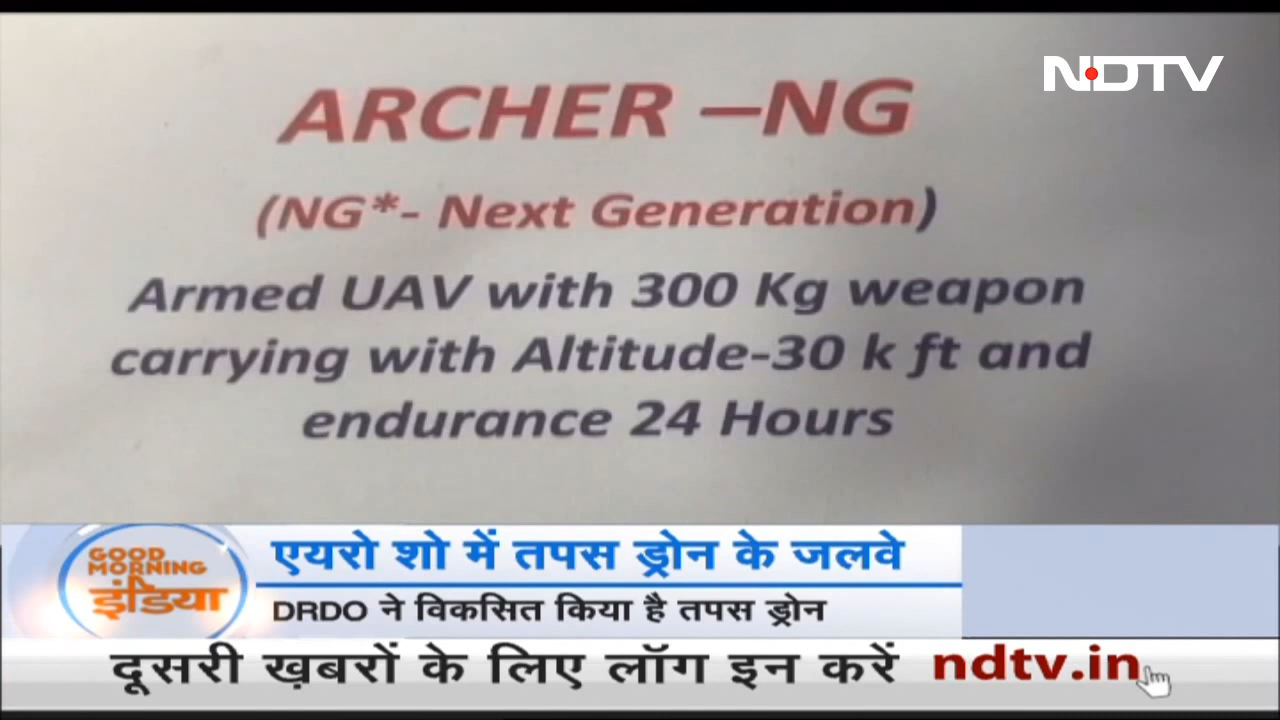 NDTV
ARCHER –NG
(NG*- Next Generation)
Armed UAV with 300 Kg weapon
carrying with Altitude-30 k ft and
endurance 24 Hours
GOOD
MORNING
इंडिया
एयरो शो में तपस ड्रोन के जलवे
DRDO ने विकसित किया है तपस ड्रोन
दूसरी ख़बरों के लिए लॉग इन करें ndtv.in